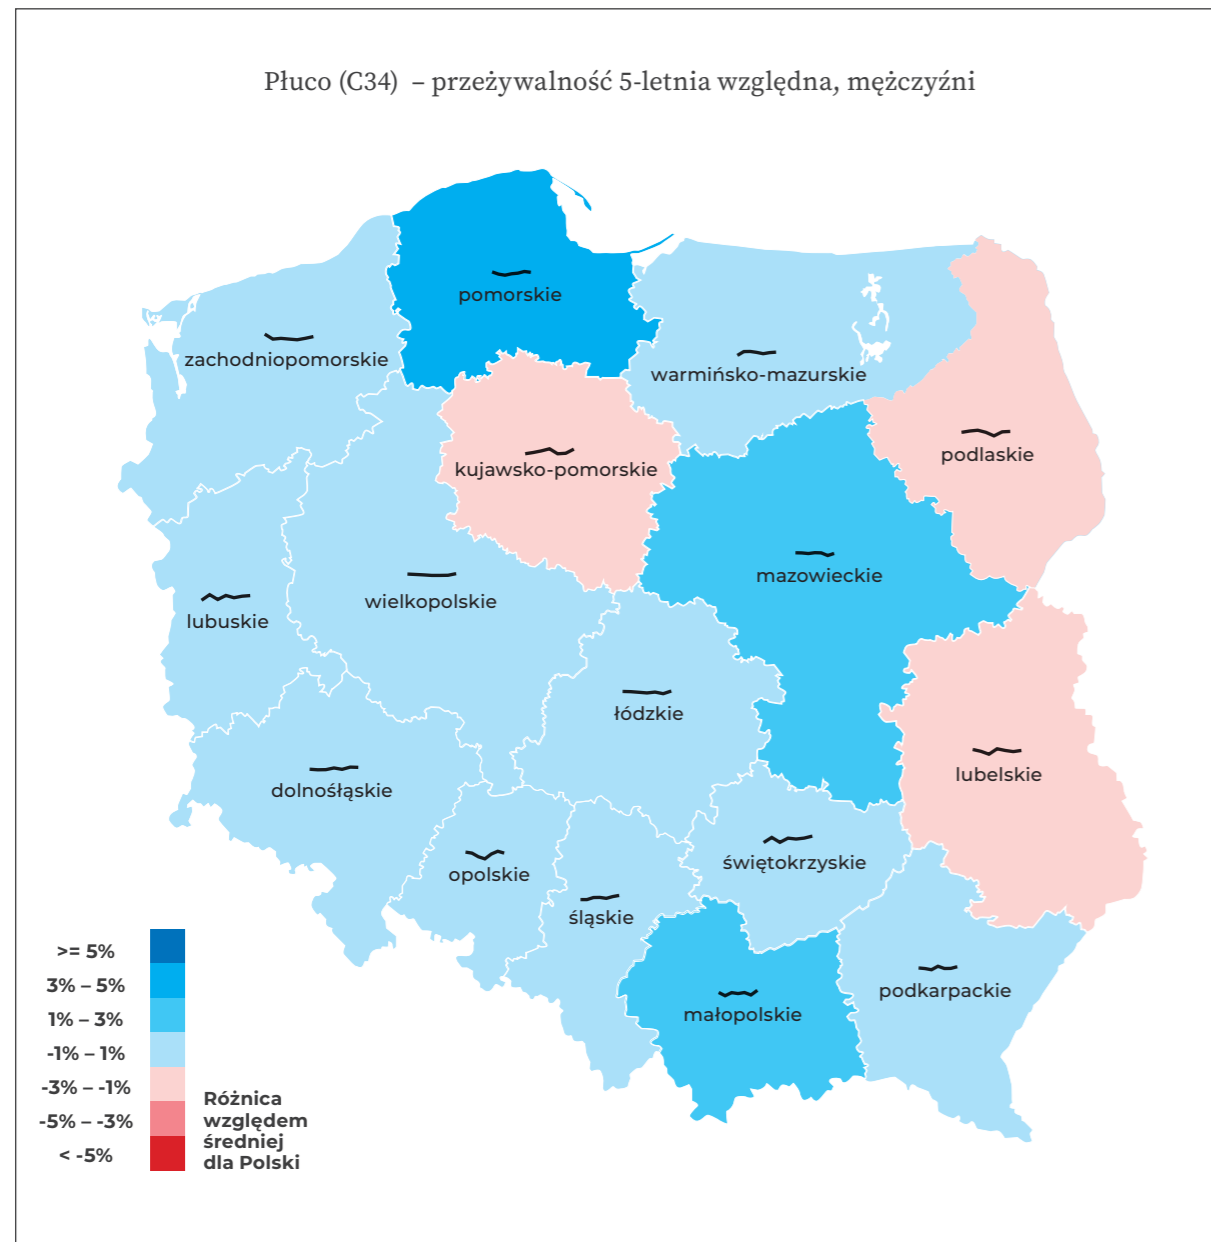 Płuco (C34) – przeżywalność 5-letnia względna, mężczyźni
pomorskie
zachodniopomorskie
warmińsko-mazurskie
podlaskie
kujawsko-pomorskie
mazowieckie
wielkopolskie
lubuskie
łódzkie
lubelskie
dolnośłąskie
świętokrzyskie
opolskie
śląskie
podkarpackie
małopolskie
>= 5%
3% – 5%
1% – 3%
-1% – 1%
-3% – -1%
-5% – -3%
< -5%
Różnica
względem
średniej
dla Polski